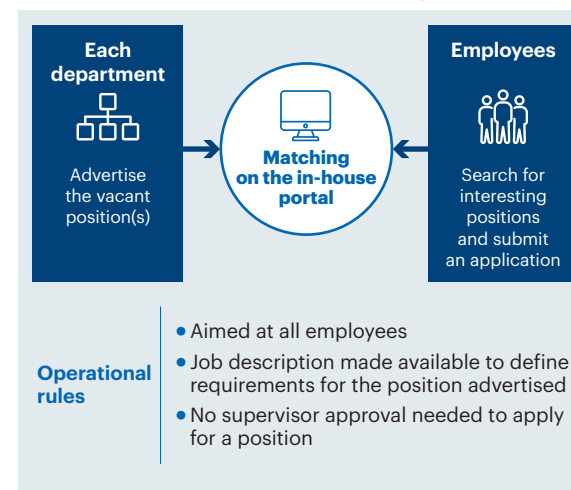 Each
department
Advertise
the vacant
position(s)
Matching
on the in-house
portal
Employees
Search for
interesting
positions
and submit
an application
Operational
rules
• Aimed at all employees
• Job description made available to define
requirements for the position advertised
• No supervisor approval needed to apply
for a position